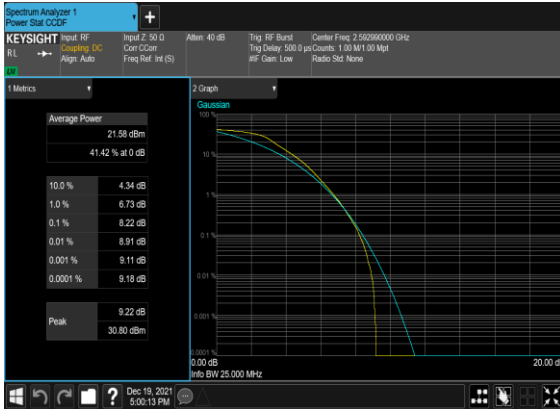 Spectrum Analyzer 1
Power Stat CCDF
KEYSIGHT
Input: RF
Input Z: 50 Ω
Atten: 40 dB
Trig: RF Burst
Center Freq: 2.592990000 GHz
RL
Coupling: DC
Corr CCorr
Trig Delay: 500.0 µs
Counts: 1.00 M/1.00 Mpt
Align: Auto
Freq Ref: Int (S)
#IF Gain: Low
Radio Std: None
1 Metrics
2 Graph
Average Power
21.58 dBm
41.42 % at 0 dB
10.0 % 4.34 dB
1.0 % 6.73 dB
0.1 % 8.22 dB
0.01 % 8.91 dB
0.001 % 9.11 dB
0.0001 % 9.18 dB
Peak
9.22 dB
30.80 dBm
Gaussian
100 %
10 %
1 %
0.1 %
0.01 %
0.001 %
0.0001 %
0.00 dB
20.00 d
Info BW 25.000 MHz
Dec 19, 2021
5:00:13 PM